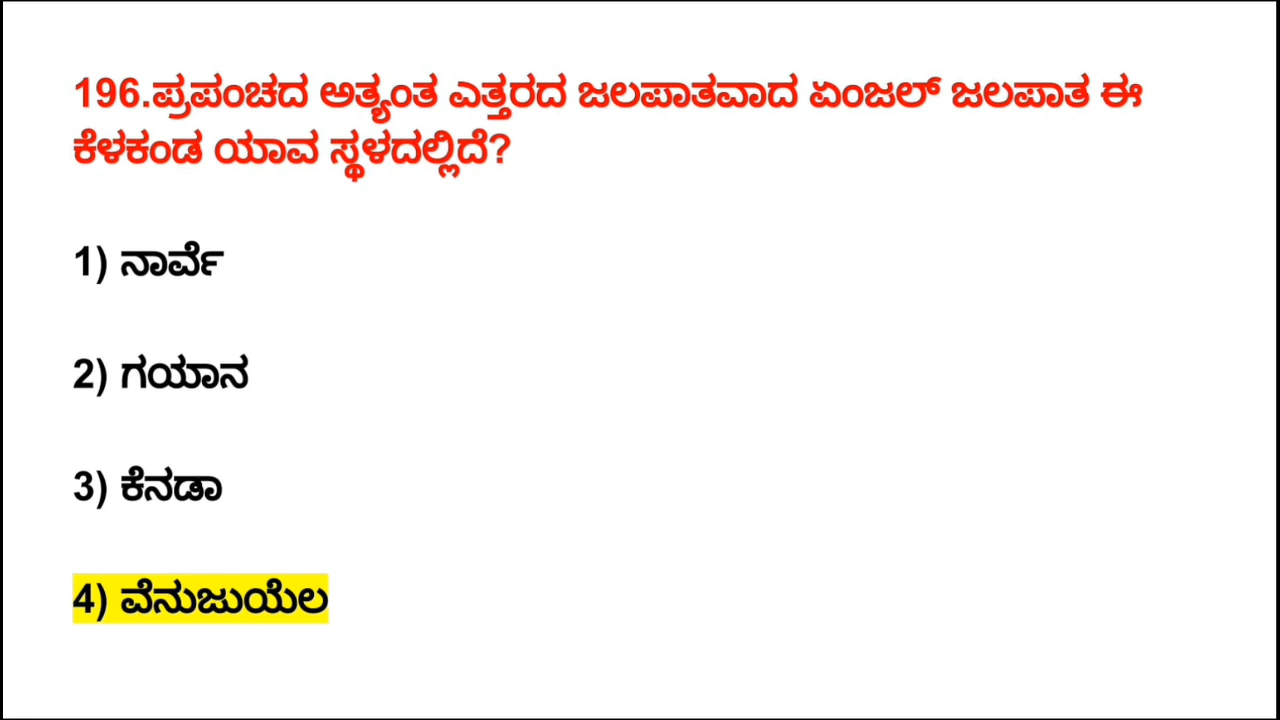 196.ಪ್ರಪಂಚದ ಅತ್ಯಂತ ಎತ್ತರದ ಜಲಪಾತವಾದ ಏಂಜಲ್ ಜಲಪಾತ ಈ
ಕೆಳಕಂಡ ಯಾವ ಸ್ಥಳದಲ್ಲಿದೆ?
1) ನಾರ್ವೆ
2) ಗಯಾನ
3) ಕೆನಡಾ
4) ವೆನುಜುಯೆಲ